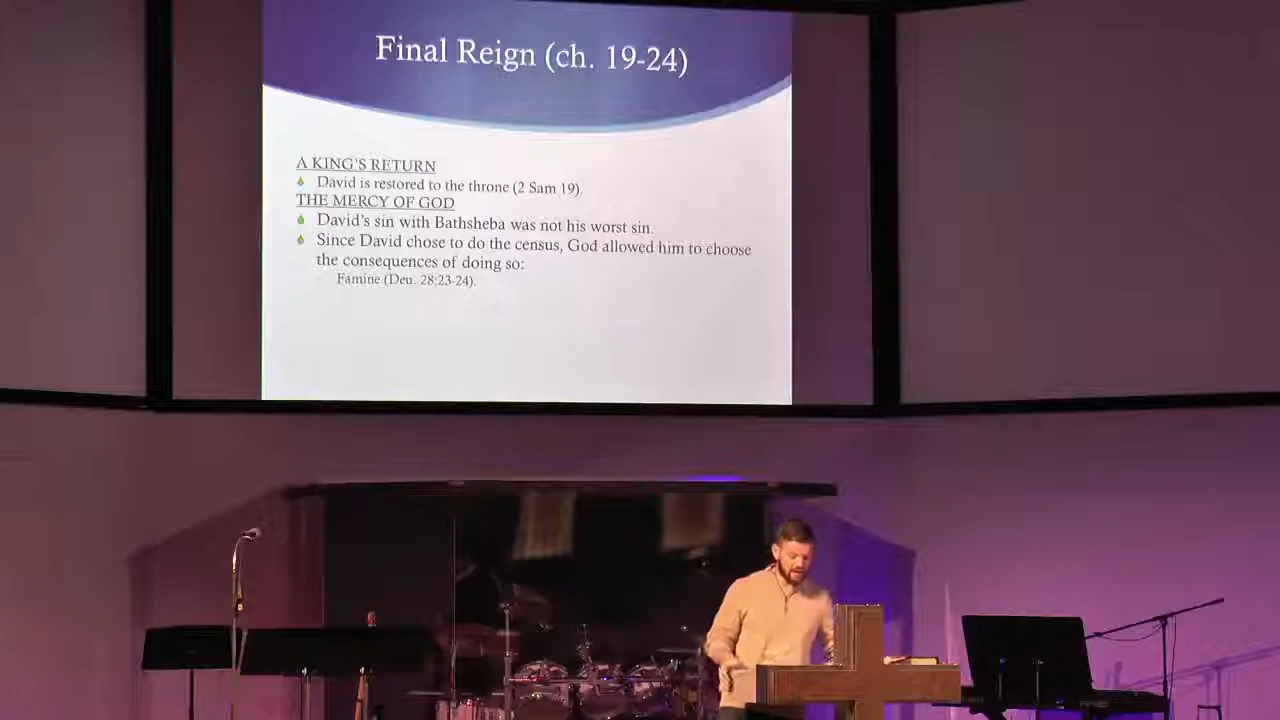 Final Reign (ch. 19-24)
A KING'S RETURN
David is restored to the throne (2 Sam 19).
THE MERCY OF GOD
David's sin with Bathsheba was not his worst sin.
Since David chose to do the census, God allowed him to choose
the consequences of doing so:
Famine (Deu. 28:23-24).